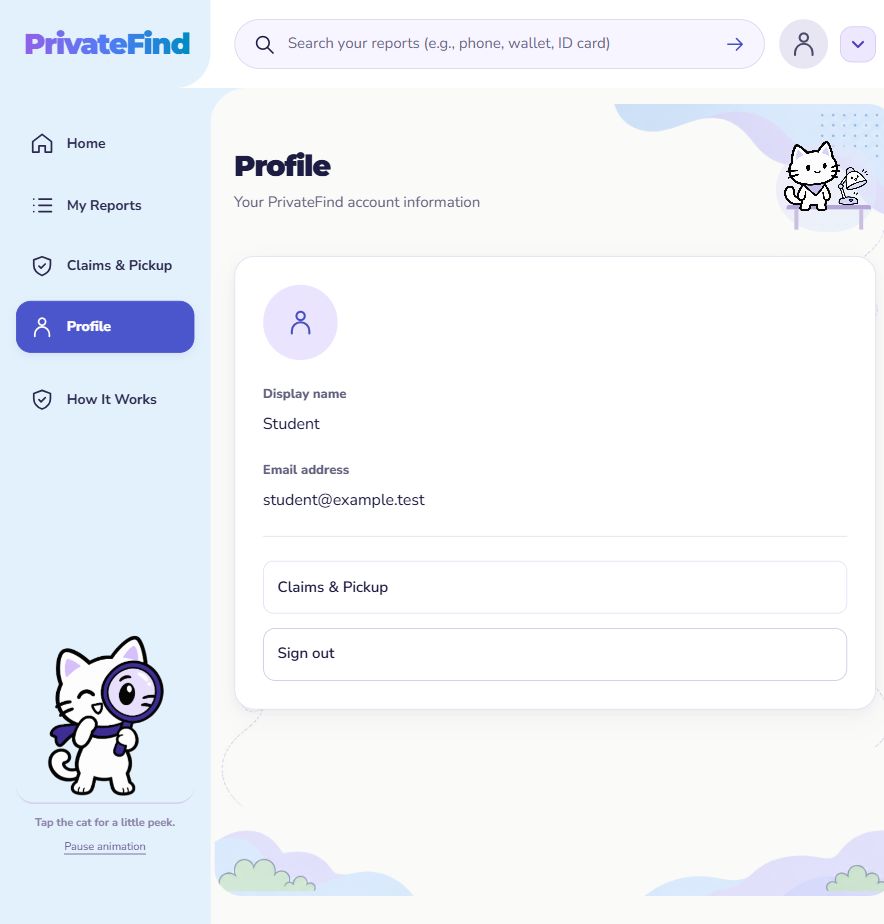 PrivateFind
Search your reports (e.g., phone, wallet, ID card)
Home
My Reports
Claims & Pickup
Profile
How It Works
Tap the cat for a little peek.
Pause animation
Profile
Your PrivateFind account information
Display name
Student
Email address
student@example.test
Claims & Pickup
Sign out